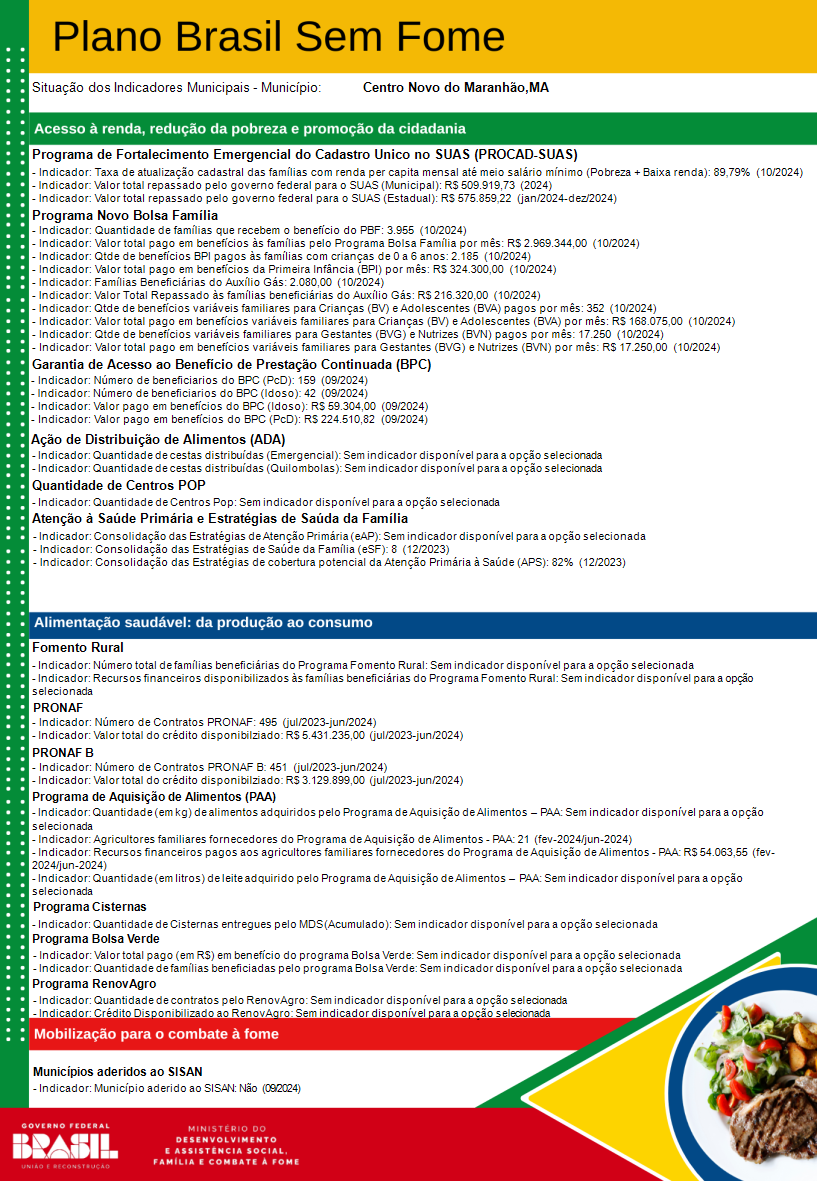 Plano Brasil Sem Fome
Situação dos Indicadores Municipais - Município: Centro Novo do Maranhão,MA
Acesso à renda, redução da pobreza e promoção da cidadania
Programa de Fortalecimento Emergencial do Cadastro Unico no SUAS (PROCAD-SUAS)
- Indicador: Taxa de atualização cadastral das famílias com renda per capita mensal até meio salário mínimo (Pobreza + Baixa renda): 89,79% (10/2024)
- Indicador: Valor total repassado pelo governo federal para o SUAS (Municipal): R$ 509.919,73 (2024)
- Indicador: Valor total repassado pelo governo federal para o SUAS (Estadual): R$ 575.859,22 (jan/2024-dez/2024)
Programa Novo Bolsa Família
- Indicador: Quantidade de famílias que recebem o benefício do PBF: 3.955 (10/2024)
- Indicador: Valor total pago em benefícios às famílias pelo Programa Bolsa Família por mês: R$ 2.969.344,00 (10/2024)
- Indicador: Qtde de benefícios BPI pagos às famílias com crianças de 0 a 6 anos: 2.185 (10/2024)
- Indicador: Valor total pago em benefícios da Primeira Infância (BPI) por mês: R$ 324.300,00 (10/2024)
- Indicador: Famílias Beneficiárias do Auxílio Gás: 2.080,00 (10/2024)
- Indicador: Valor Total Repassado às famílias beneficiárias do Auxílio Gás: R$ 216.320,00 (10/2024)
- Indicador: Qtde de benefícios variáveis familiares para Crianças (BV) e Adolescentes (BVA) pagos por mês: 352 (10/2024)
- Indicador: Valor total pago em benefícios variáveis familiares para Crianças (BV) e Adolescentes (BVA) por mês: R$ 168.075,00 (10/2024)
- Indicador: Qtde de benefícios variáveis familiares para Gestantes (BVG) e Nutrizes (BVN) pagos por mês: 17.250 (10/2024)
- Indicador: Valor total pago em benefícios variáveis familiares para Gestantes (BVG) e Nutrizes (BVN) por mês: R$ 17.250,00 (10/2024)
Garantia de Acesso ao Benefício de Prestação Continuada (BPC)
- Indicador: Número de beneficiarios do BPC (PcD): 159 (09/2024)
- Indicador: Número de beneficiarios do BPC (Idoso): 42 (09/2024)
- Indicador: Valor pago em benefícios do BPC (Idoso): R$ 59.304,00 (09/2024)
- Indicador: Valor pago em benefícios do BPC (PcD): R$ 224.510,82 (09/2024)
Ação de Distribuição de Alimentos (ADA)
- Indicador: Quantidade de cestas distribuídas (Emergencial): Sem indicador disponível para a opção selecionada
- Indicador: Quantidade de cestas distribuídas (Quilombolas): Sem indicador disponível para a opção selecionada
Quantidade de Centros POP
- Indicador: Quantidade de Centros Pop: Sem indicador disponível para a opção selecionada
Atenção à Saúde Primária e Estratégias de Saúda da Família
- Indicador: Consolidação das Estratégias de Atenção Primária (eAP): Sem indicador disponível para a opção selecionada
- Indicador: Consolidação das Estratégias de Saúde da Família (eSF): 8 (12/2023)
- Indicador: Consolidação das Estratégias de cobertura potencial da Atenção Primária à Saúde (APS): 82% (12/2023)
Alimentação saudável: da produção ao consumo
Fomento Rural
- Indicador: Número total de famílias beneficiárias do Programa Fomento Rural: Sem indicador disponível para a opção selecionada
- Indicador: Recursos financeiros disponibilizados às famílias beneficiárias do Programa Fomento Rural: Sem indicador disponível para a opção
selecionada
PRONAF
- Indicador: Número de Contratos PRONAF: 495 (jul/2023-jun/2024)
- Indicador: Valor total do crédito disponibilziado: R$ 5.431.235,00 (jul/2023-jun/2024)
PRONAF B
- Indicador: Número de Contratos PRONAF B: 451 (jul/2023-jun/2024)
- Indicador: Valor total do crédito disponibilziado: R$ 3.129.899,00 (jul/2023-jun/2024)
Programa de Aquisição de Alimentos (PAA)
- Indicador: Quantidade (em kg) de alimentos adquiridos pelo Programa de Aquisição de Alimentos – PAA: Sem indicador disponível para a opção
selecionada
- Indicador: Agricultores familiares fornecedores do Programa de Aquisição de Alimentos - PAA: 21 (fev-2024/jun-2024)
- Indicador: Recursos financeiros pagos aos agricultores familiares fornecedores do Programa de Aquisição de Alimentos - PAA: R$ 54.063,55 (fev-
2024/jun-2024)
- Indicador: Quantidade (em litros) de leite adquirido pelo Programa de Aquisição de Alimentos – PAA: Sem indicador disponível para a opção
selecionada
Programa Cisternas
- Indicador: Quantidade de Cisternas entregues pelo MDS (Acumulado): Sem indicador disponível para a opção selecionada
Programa Bolsa Verde
- Indicador: Valor total pago (em R$) em benefício do programa Bolsa Verde: Sem indicador disponível para a opção selecionada
- Indicador: Quantidade de famílias beneficiadas pelo programa Bolsa Verde: Sem indicador disponível para a opção selecionada
Programa RenovAgro
- Indicador: Quantidade de contratos pelo RenovAgro: Sem indicador disponível para a opção selecionada
- Indicador: Crédito Disponibilizado ao RenovAgro: Sem indicador disponível para a opção selecionada
Mobilização para o combate à fome
Municípios aderidos ao SISAN
- Indicador: Município aderido ao SISAN: Não (09/2024)
GOVERNO FEDERAL
BRASIL
UNIÃO E RECONSTRUÇÃO
MINISTÉRIO DO
DESENVOLVIMENTO
E ASSISTÊNCIA SOCIAL,
FAMÍLIA E COMBATE À FOME